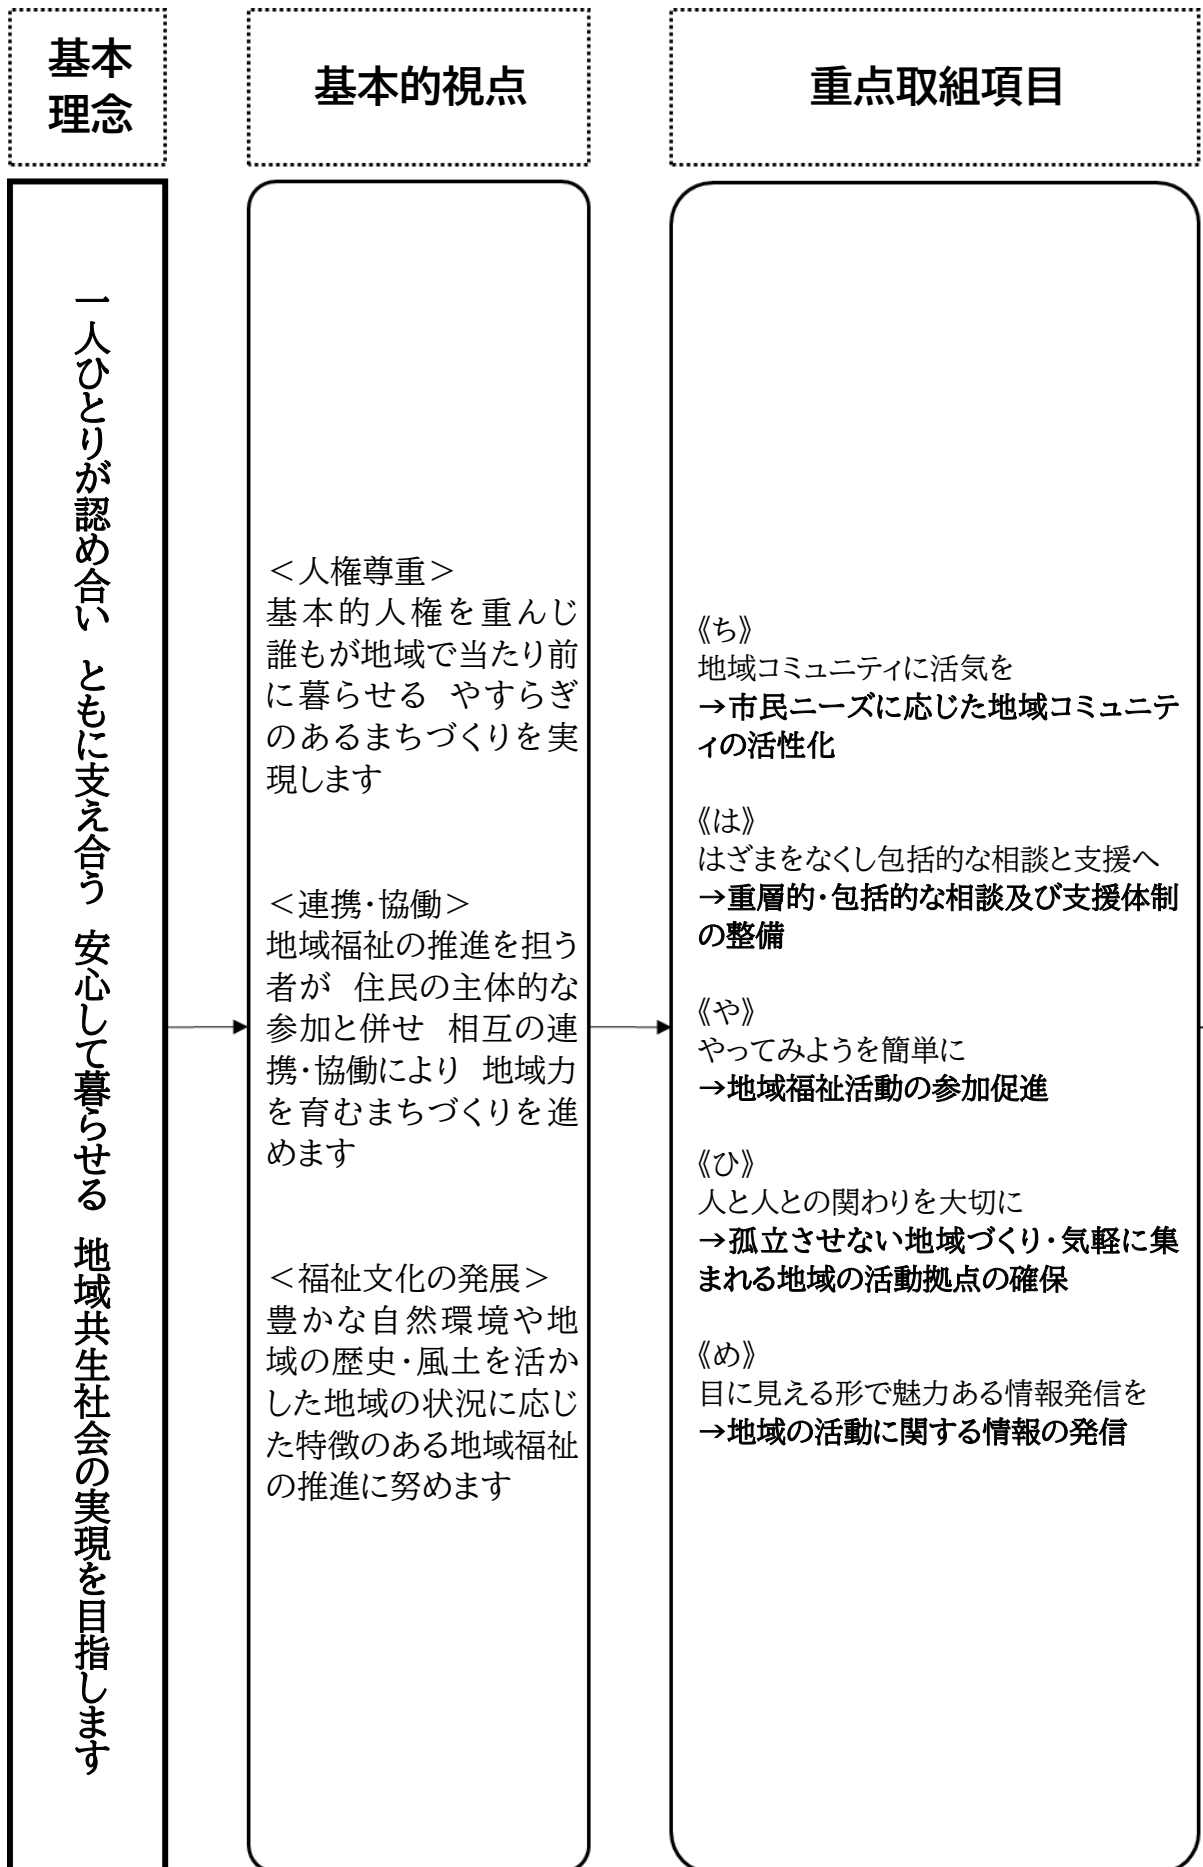 基本
理念
基本的視点
重点取組項目
一人ひとりが認め合い　ともに支え合う　安心して暮らせる　地域共生社会の実現を目指します
＜人権尊重＞
基本的人権を重んじ
誰もが地域で当たり前
に暮らせる　やすらぎ
のあるまちづくりを実
現します
＜連携・協働＞
地域福祉の推進を担う
者が　住民の主体的な
参加と併せ　相互の連
携・協働により　地域力
を育むまちづくりを進
めます
＜福祉文化の発展＞
豊かな自然環境や地
域の歴史・風土を活か
した地域の状況に応じ
た特徴のある地域福祉
の推進に努めます
《ち》
地域コミュニティに活気を
→市民ニーズに応じた地域コミュニテ
ィの活性化
《は》
はざまをなくし包括的な相談と支援へ
→重層的・包括的な相談及び支援体制
の整備
《や》
やってみようを簡単に
→地域福祉活動の参加促進
《ひ》
人と人との関わりを大切に
→孤立させない地域づくり・気軽に集
まれる地域の活動拠点の確保
《め》
目に見える形で魅力ある情報発信を
→地域の活動に関する情報の発信